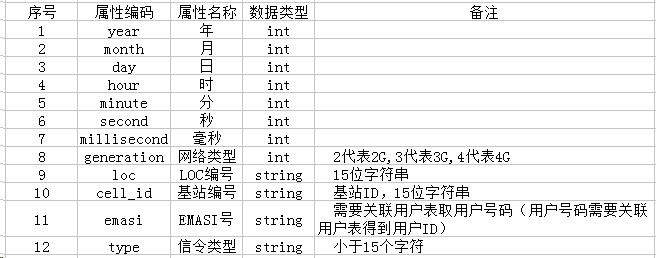 序号 属性编码 属性名称 数据类型 备注
1 year 年 int
2 month 月 int
3 day 日 int
4 hour 时 int
5 minute 分 int
6 second 秒 int
7 millisecond 毫秒 int
8 generation 网络类型 int 2代表2G,3代表3G,4代表4G
9 loc LOC编号 string 15位字符串
10 cell_id 基站编号 string 基站ID，15位字符串
11 emasi EMASI号 string 需要关联用户表取用户号码（用户号码需要关联
用户表得到用户ID）
12 type 信令类型 string 小于15个字符